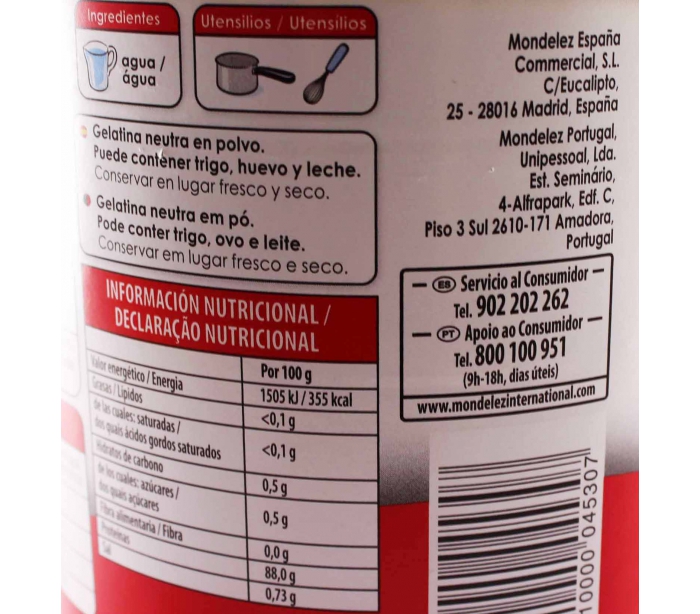 Ingredientes
agua /
água
Utensilios / Utensílios
Gelatina neutra en polvo.
Puede contener trigo, huevo y leche.
Conservar en lugar fresco y seco.
Gelatina neutra em pó.
Pode conter trigo, ovo e leite.
Conservar em lugar fresco e seco.
INFORMACIÓN NUTRICIONAL /
DECLARAÇÃO NUTRICIONAL
Por 100 g
Valor energético / Energia 1505 kJ / 355 kcal
Grasas / Lípidos <0,1 g
de las cuales: saturadas /
dos quais ácidos gordos saturados <0,1 g
Hidratos de carbono 0,5 g
de los cuales: azúcares /
dos quais açúcares 0,5 g
Fibra alimentaria / Fibra 0,0 g
Proteínas 88,0 g
Sal 0,73 g
Mondelez España
Commercial, S.L.
C/Eucalipto,
25 - 28016 Madrid, España
Mondelez Portugal,
Unipessoal, Lda.
Est. Seminário,
4-Alfrapark, Edf. C,
Piso 3 Sul 2610-171 Amadora,
Portugal
ES Servicio al Consumidor
Tel. 902 202 262
PT Apoio ao Consumidor
Tel. 800 100 951
(9h-18h, dias úteis)
www.mondelezinternational.com
10000 045307